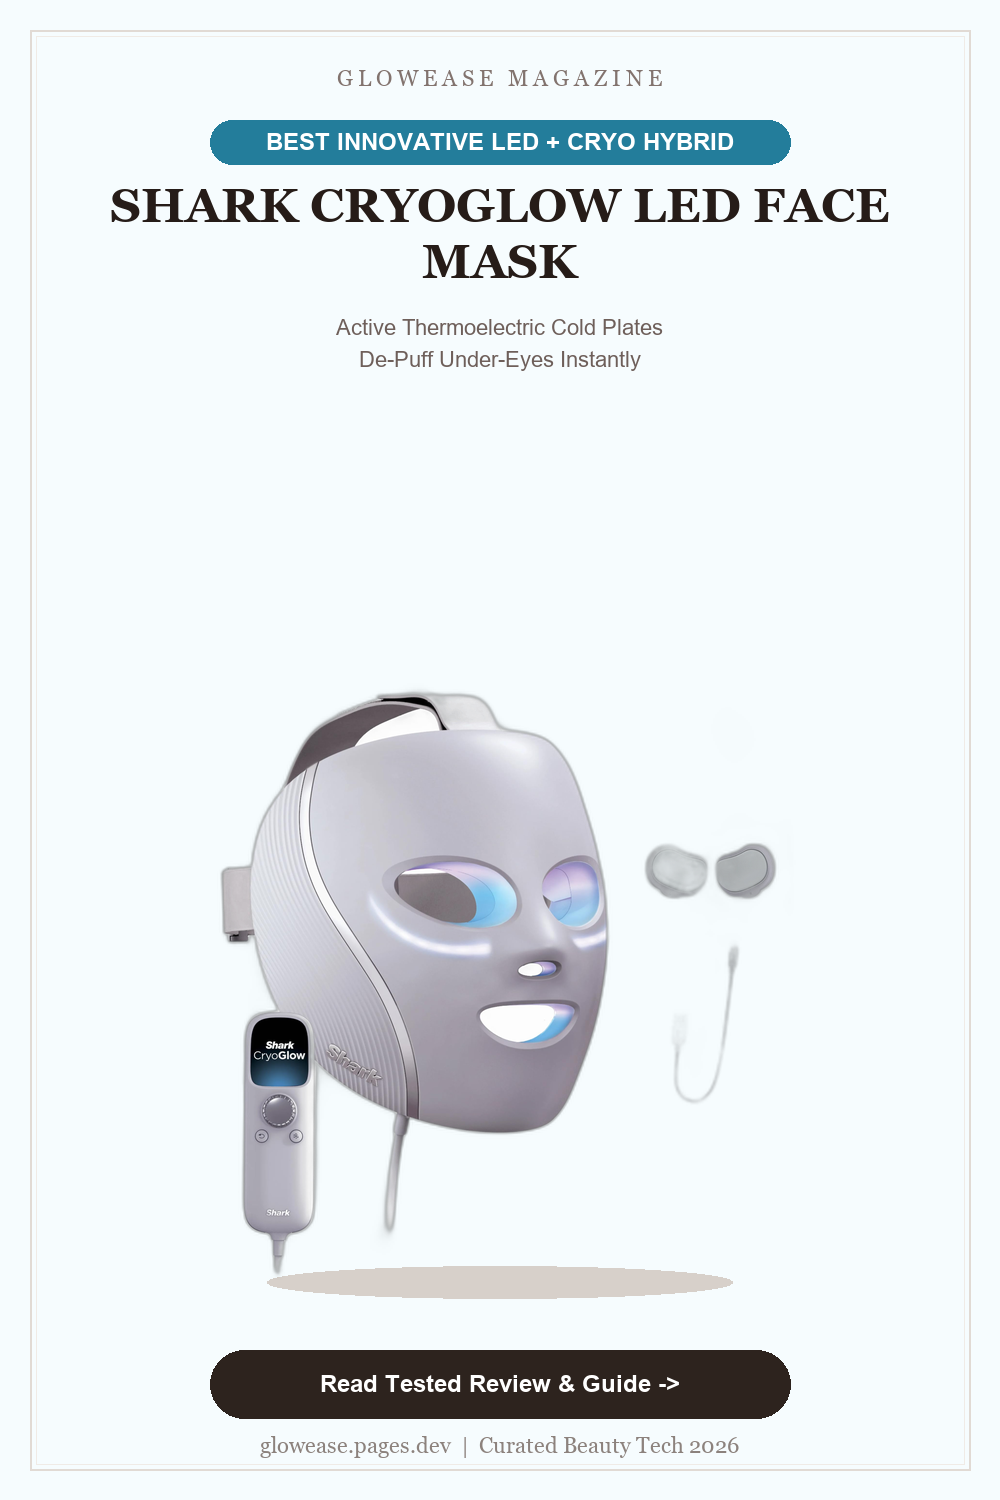 GLOWEASE MAGAZINE
BEST INNOVATIVE LED + CRYO HYBRID
SHARK CRYOGLOW LED FACE
MASK
Active Thermoelectric Cold Plates
De-Puff Under-Eyes Instantly
Shark
CryoGlow
Shark
Shark
Read Tested Review & Guide ->
glowease.pages.dev | Curated Beauty Tech 2026